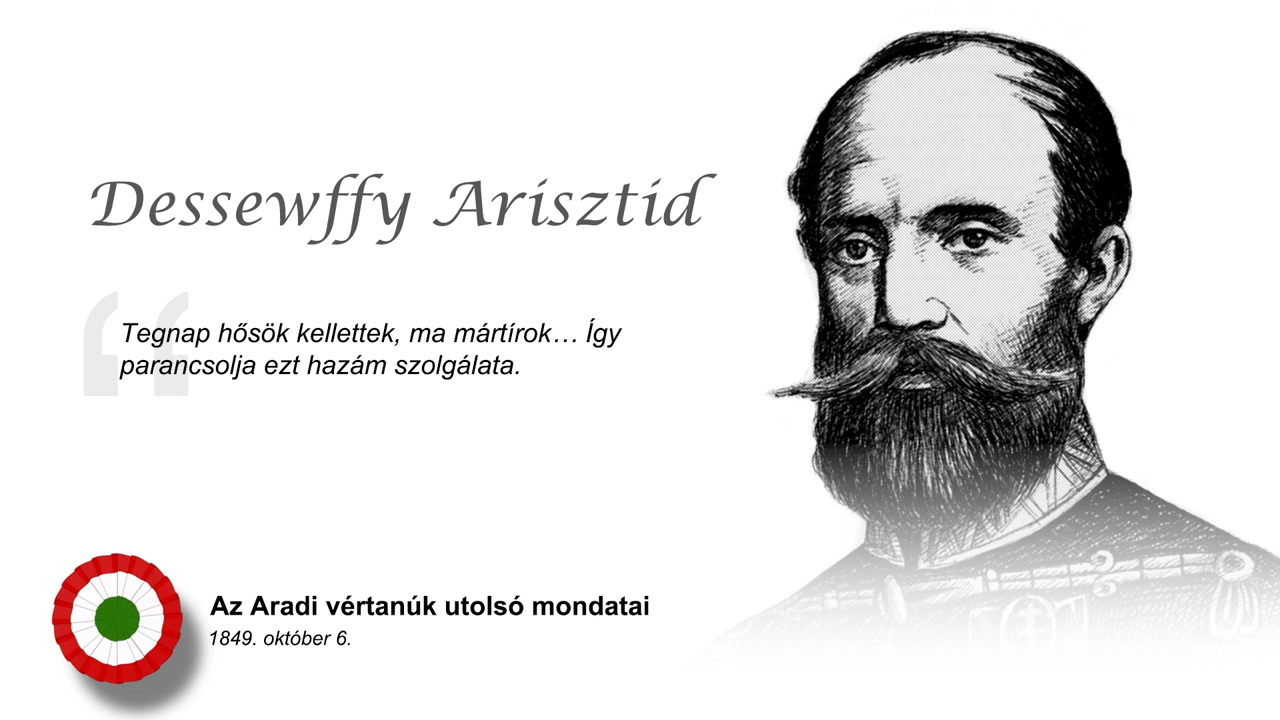 Dessewffy Arisztid
“
Tegnap hősök kellettek, ma mártírok… Így
parancsolja ezt hazám szolgálata.
Az Aradi vértanúk utolsó mondatai
1849. október 6.